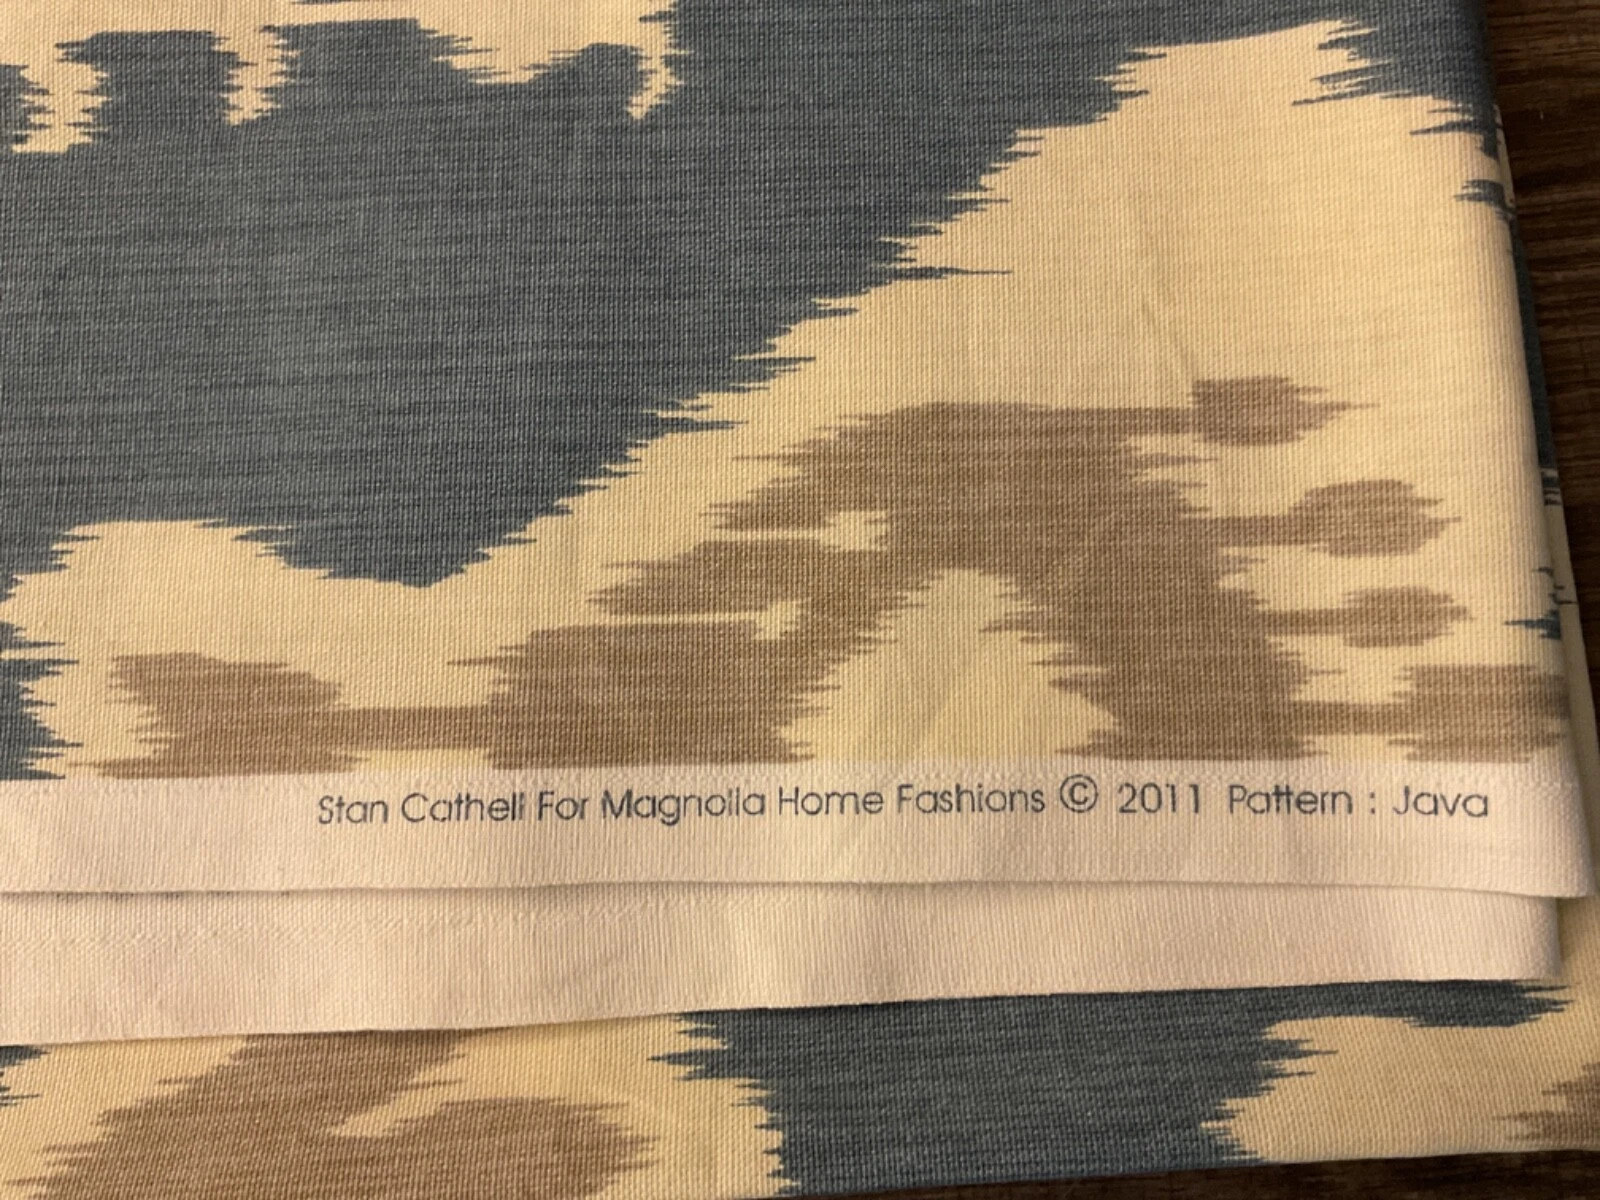 Stan Cathell For Magnolia Home Fashions © 2011 Pattern : Java